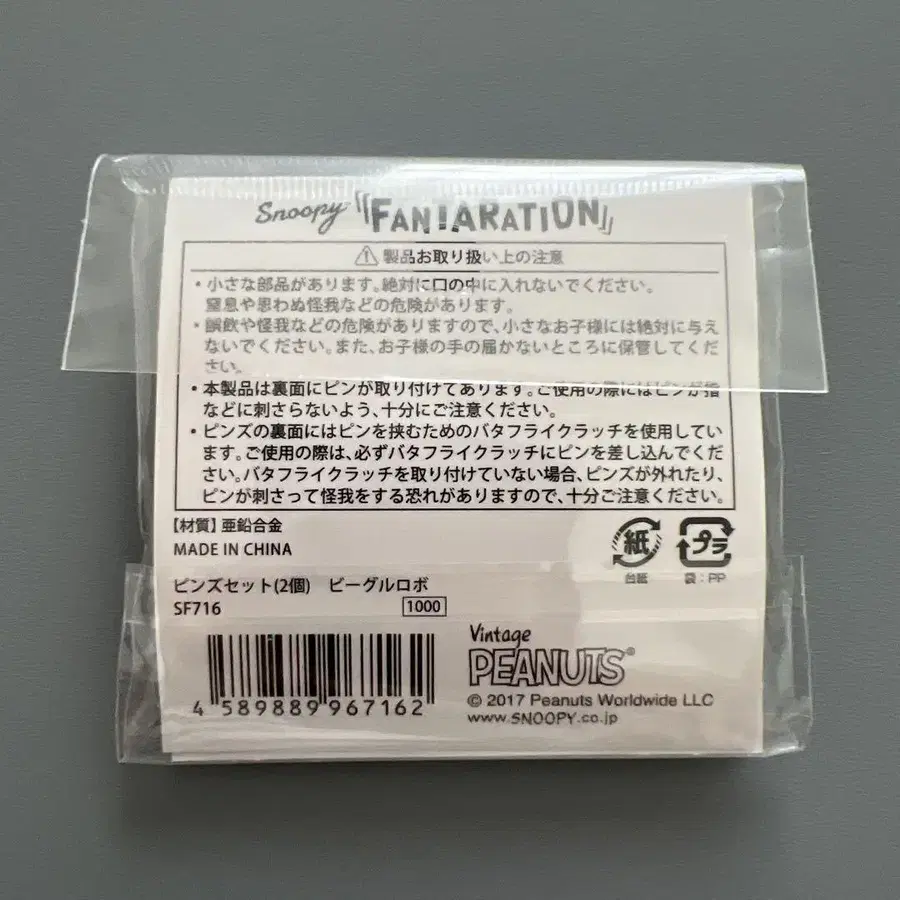 Snoopy FANTARATION
製品お取り扱い上の注意
・小さな部品があります。絶対に口の中に入れないでください。
窒息や思わぬ怪我などの危険があります。
・誤飲や怪我などの危険がありますので、小さなお子様には絶対に与え
ないでください。また、お子様の手の届かないところに保管してくだ
さい。
・本製品は裏面にピンが取り付けてあります。ご使用の際にはピンが指
などに刺さらないよう、十分にご注意ください。
・ピンズの裏面にはピンを挟むためのバタフライクラッチを使用してい
ます。ご使用の際は、必ずバタフライクラッチにピンを差し込んでくだ
さい。バタフライクラッチを取り付けていない場合、ピンズが外れたり、
ピンが刺さって怪我をする恐れがありますので、十分ご注意ください。
【材質】亜鉛合金
MADE IN CHINA
紙 プラ
台紙 袋:PP
ピンズセット(2個) ビーグルロボ
SF716 1000
4 589889 967162
Vintage
PEANUTS®
© 2017 Peanuts Worldwide LLC
www.SNOOPY.co.jp